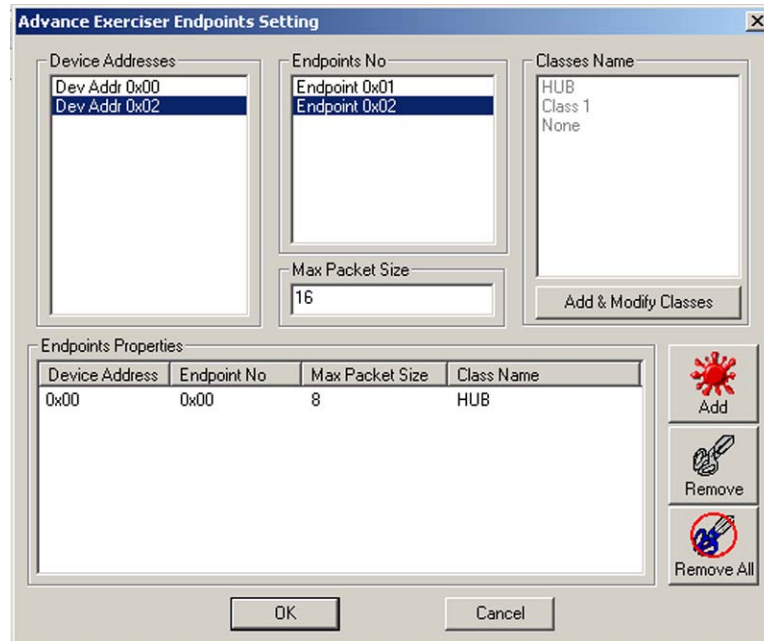 Advance Exerciser Endpoints Setting
Device Addresses
Dev Addr 0x00
Dev Addr 0x02
Endpoints No
Endpoint 0x01
Endpoint 0x02
Max Packet Size
16
Classes Name
HUB
Class 1
None
Add & Modify Classes
Endpoints Properties
Device Address Endpoint No Max Packet Size Class Name
0x00 0x00 8 HUB
Add
Remove
Remove All
OK Cancel